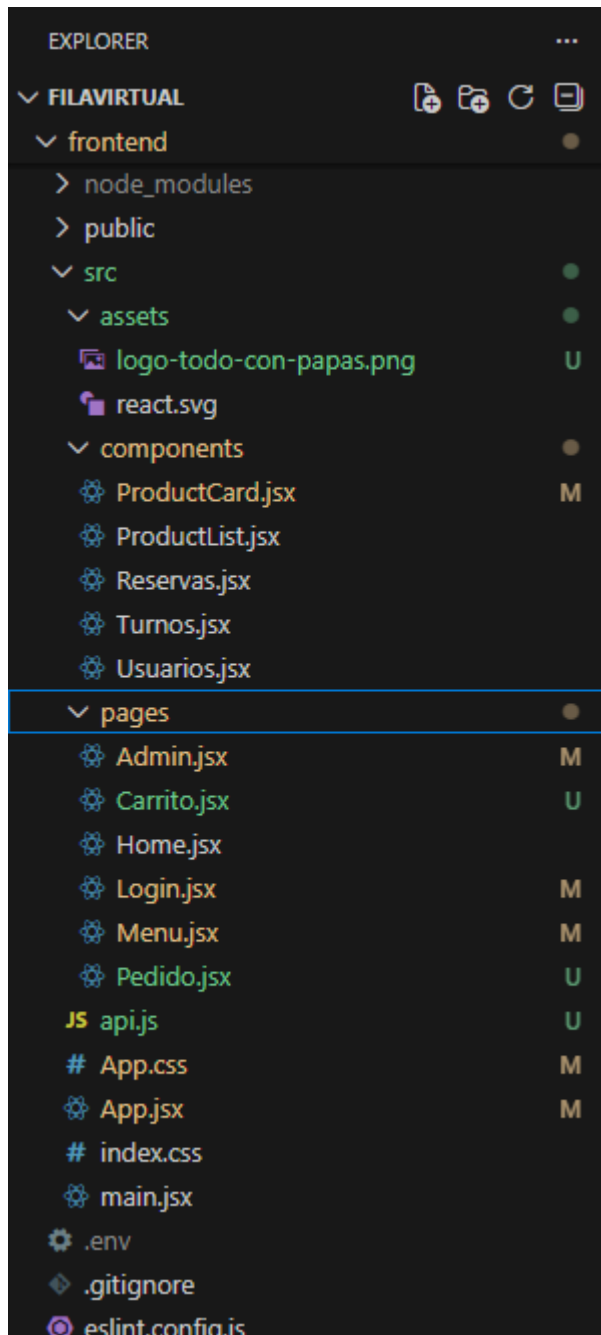 EXPLORER ...
FILAVIRTUAL
frontend
node_modules
public
src
assets
logo-todo-con-papas.png U
react.svg
components
ProductCard.jsx M
ProductList.jsx
Reservas.jsx
Turnos.jsx
Usuarios.jsx
pages
Admin.jsx M
Carrito.jsx U
Home.jsx
Login.jsx M
Menu.jsx M
Pedido.jsx U
JS api.js U
# App.css M
App.jsx M
# index.css
main.jsx
.env
.gitignore
eslint.config.js